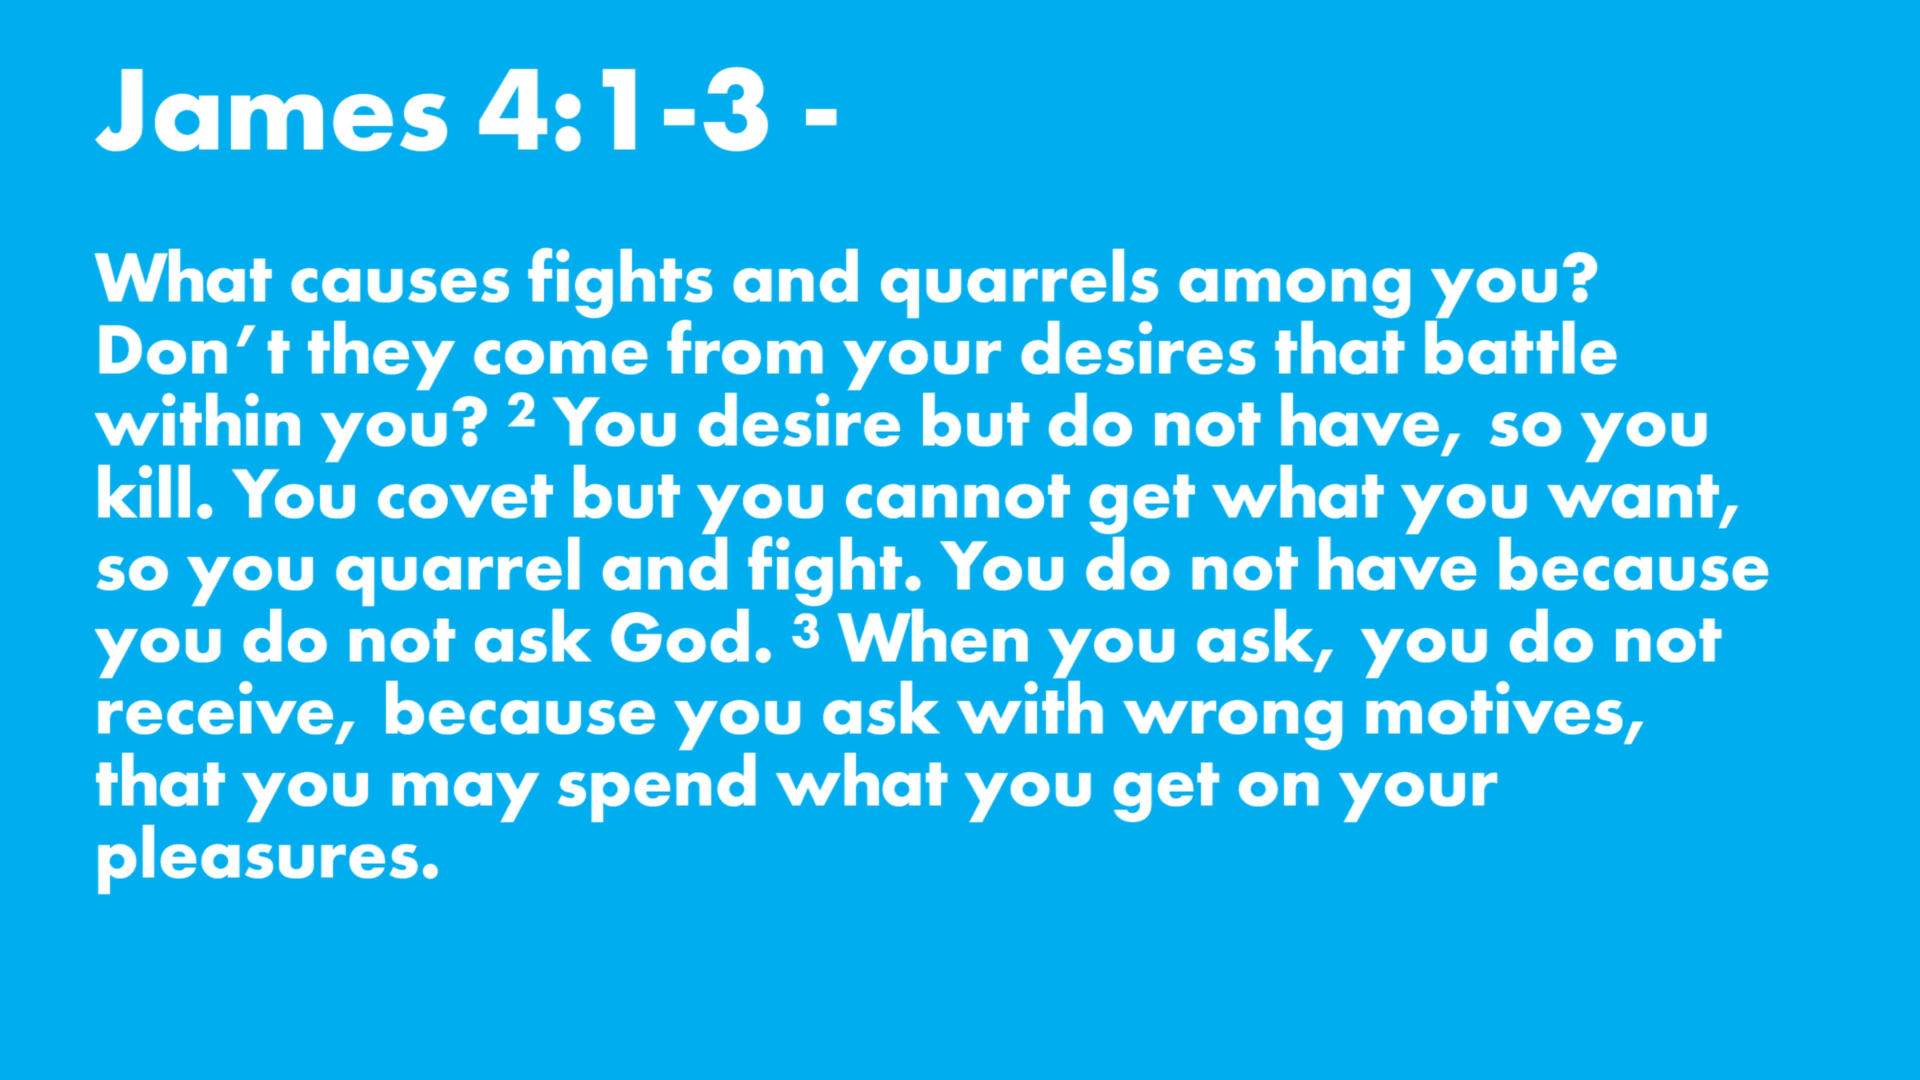 James 4:1-3 -
What causes fights and quarrels among you?
Don’t they come from your desires that battle
within you? ² You desire but do not have, so you
kill. You covet but you cannot get what you want,
so you quarrel and fight. You do not have because
you do not ask God. ³ When you ask, you do not
receive, because you ask with wrong motives,
that you may spend what you get on your
pleasures.